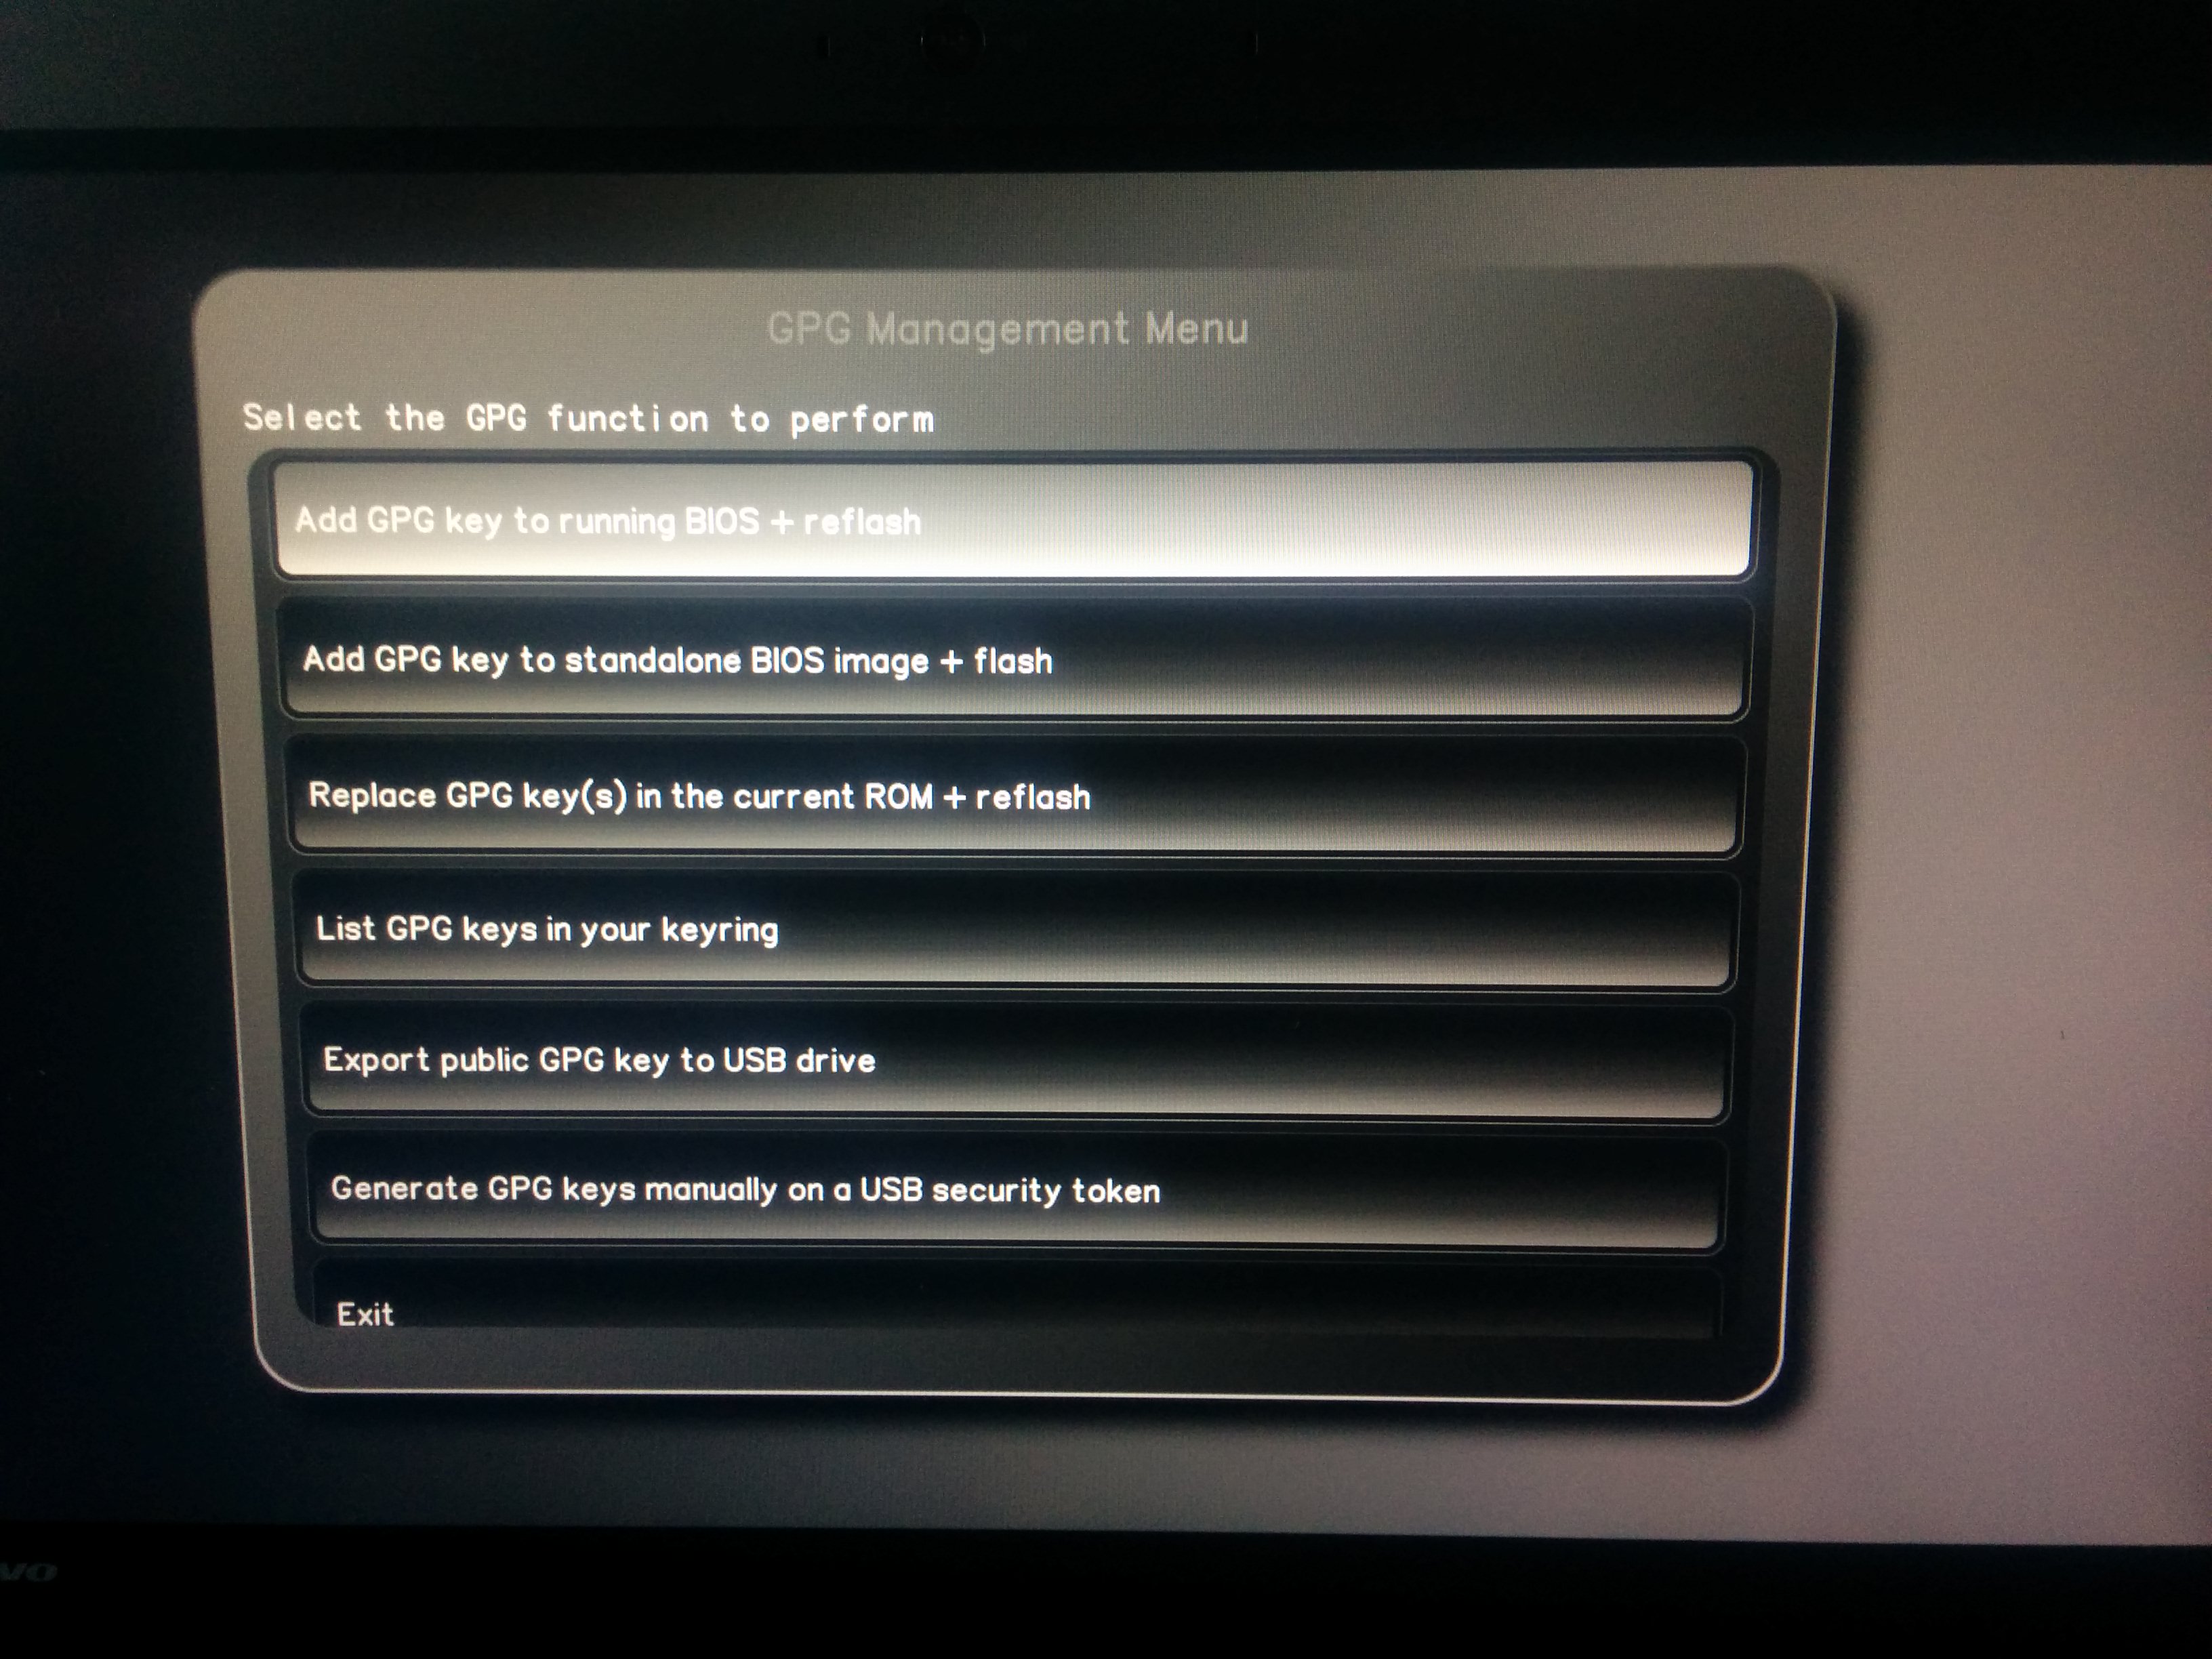 GPG Management Menu
Select the GPG function to perform
Add GPG key to running BIOS + reflash
Add GPG key to standalone BIOS image + flash
Replace GPG key(s) in the current ROM + reflash
List GPG keys in your keyring
Export public GPG key to USB drive
Generate GPG keys manually on a USB security token
Exit
vo